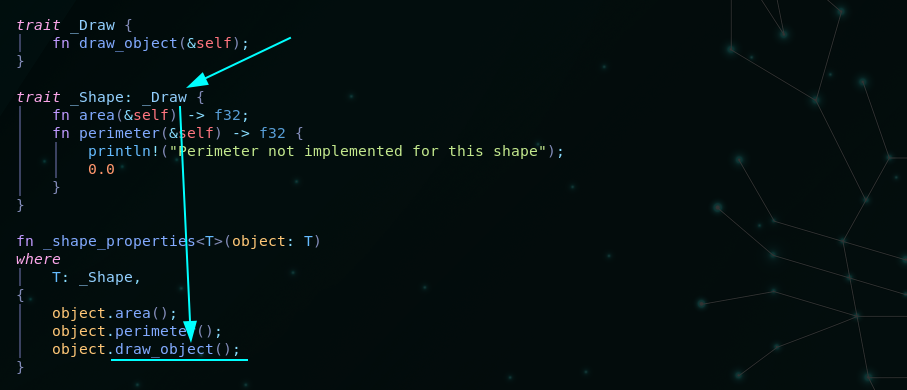 trait _Draw {
    fn draw_object(&self);
}
trait _Shape: _Draw {
    fn area(&self) -> f32;
    fn perimeter(&self) -> f32 {
        println!("Perimeter not implemented for this shape");
        0.0
    }
}
fn _shape_properties<T>(object: T)
where
    T: _Shape,
{
    object.area();
    object.perimeter();
    object.draw_object();
}